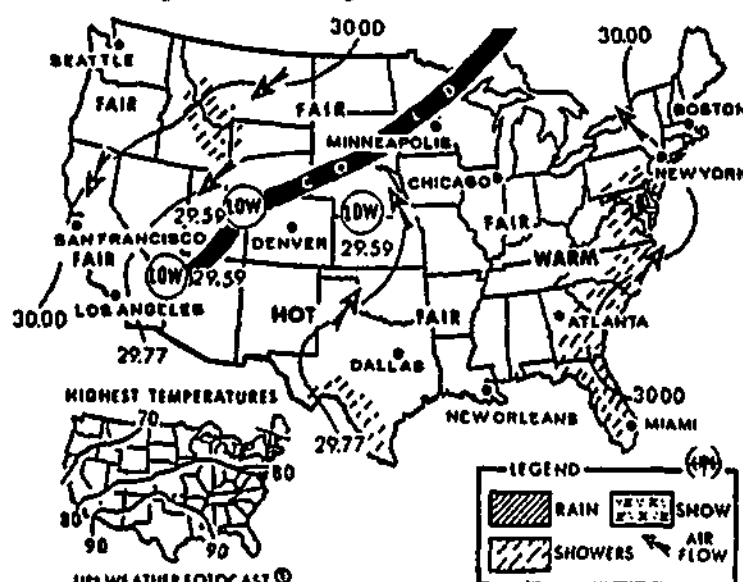 30.00
30.00
SEATTLE
FAIR
FAIR
COLD
BOSTON
MINNEAPOLIS
NEW YORK
CHICAGO
29.59
LOW
LOW
FAIR
SAN FRANCISCO
DENVER
29.59
FAIR
WARM
LOW
29.59
LOS ANGELES
30.00
HOT
FAIR
ATLANTA
29.77
DALLAS
HIGHEST TEMPERATURES
NEW ORLEANS
30.00
MIAMI
29.77
70
80
80
90
90
LEGEND
RAIN
SNOW
SHOWERS
AIR
FLOW
UPI WEATHER FOTOCAST